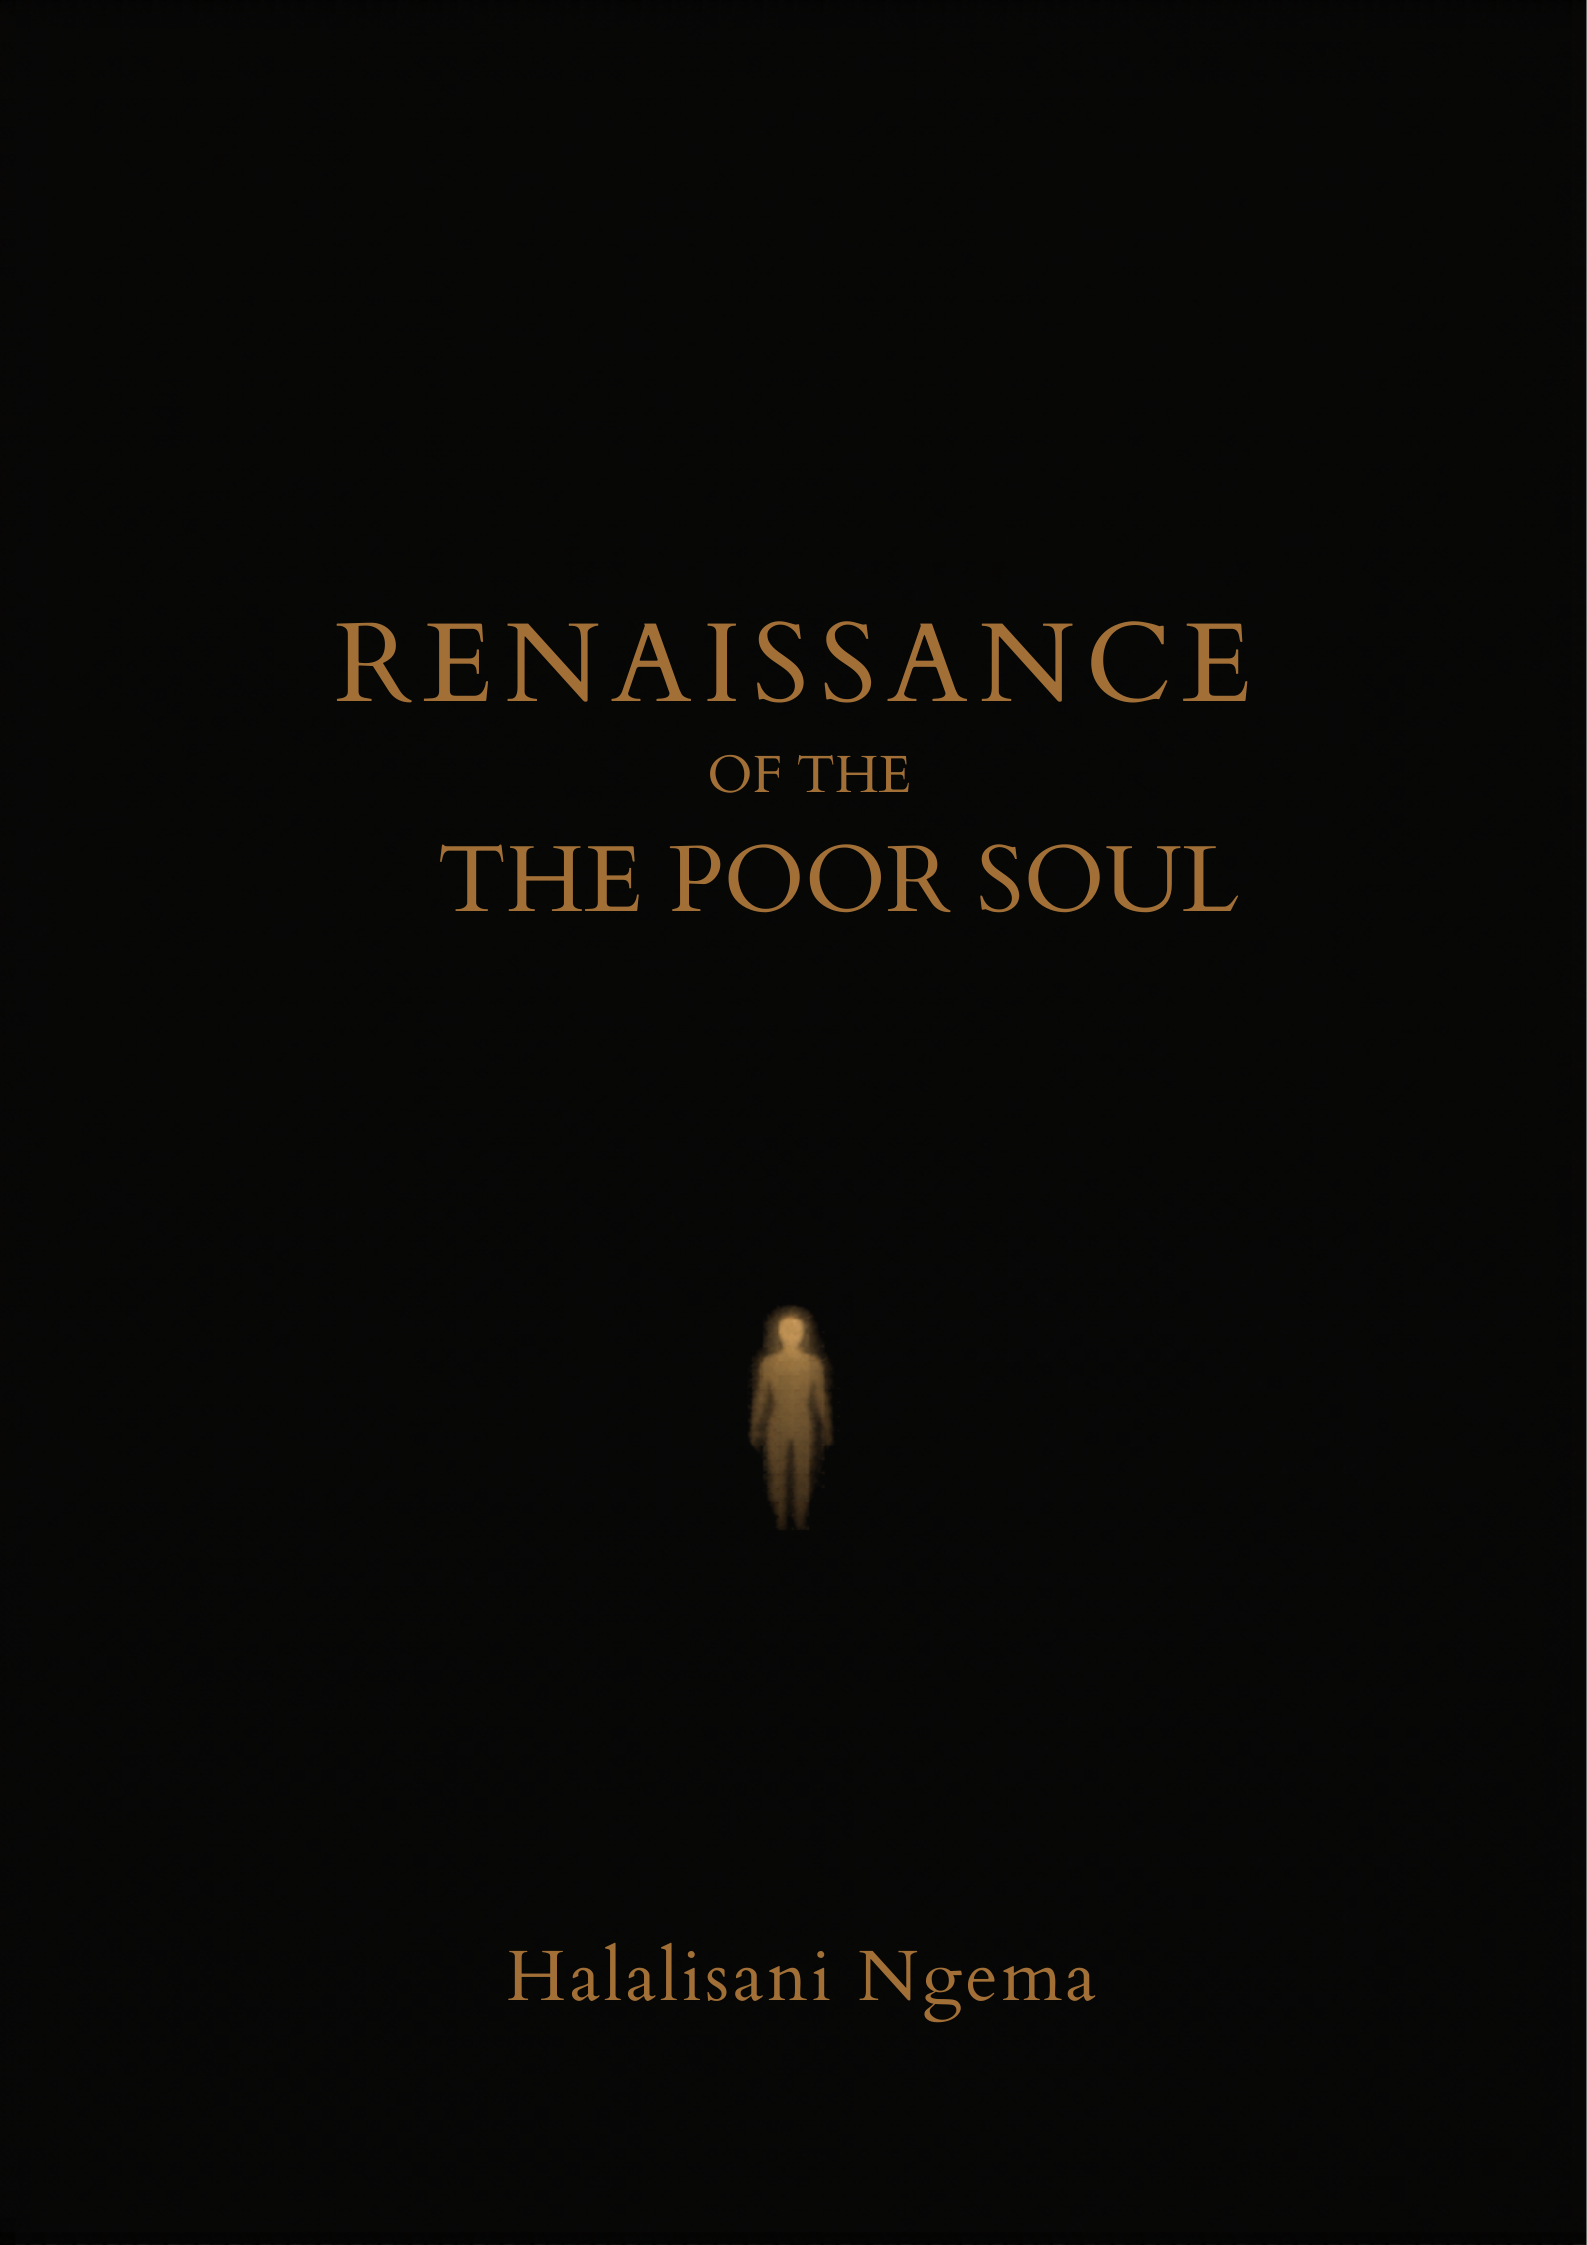 RENAISSANCE
OF THE
THE POOR SOUL
Halalisani Ngema